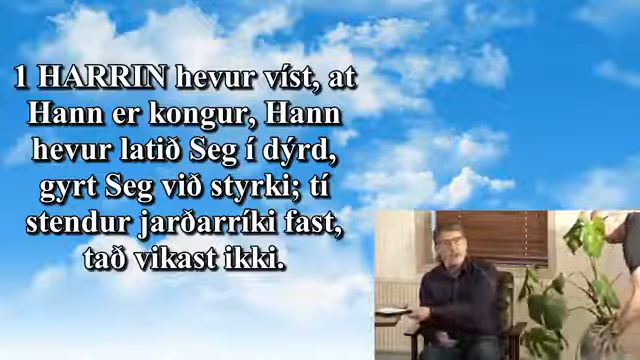 1 HARRIN hevur víst, at
Hann er kongur, Hann
hevur latið Seg í dýrd,
gyrt Seg við styrki; tí
stendur jarðarríki fast,
tað vikast ikki.